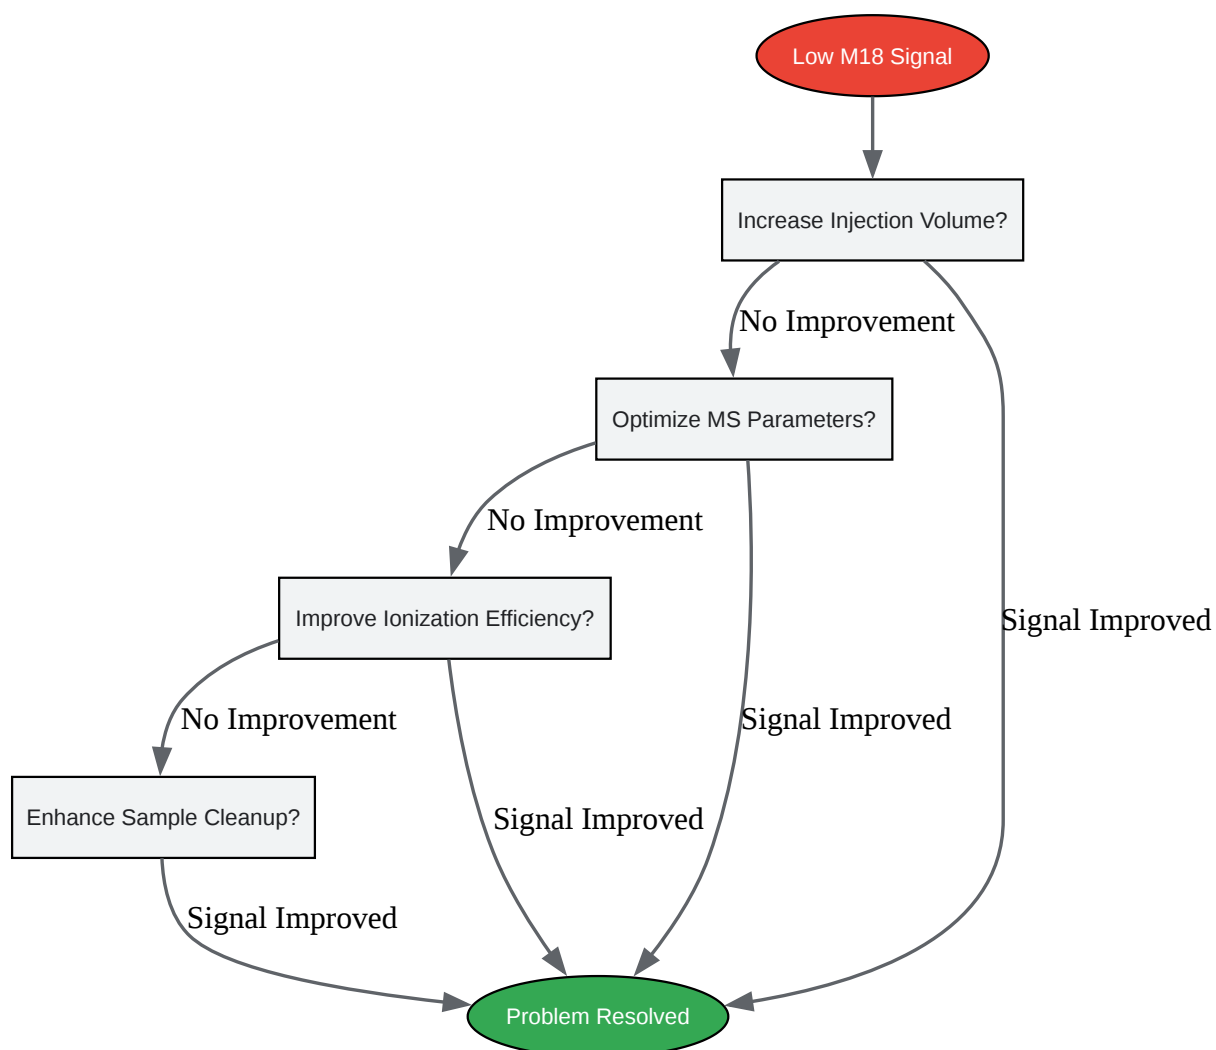 Low M18 Signal
Increase Injection Volume?
No Improvement
Optimize MS Parameters?
No Improvement
Improve Ionization Efficiency?
Signal Improved
No Improvement
Signal Improved
Enhance Sample Cleanup?
Signal Improved
Signal Improved
Problem Resolved